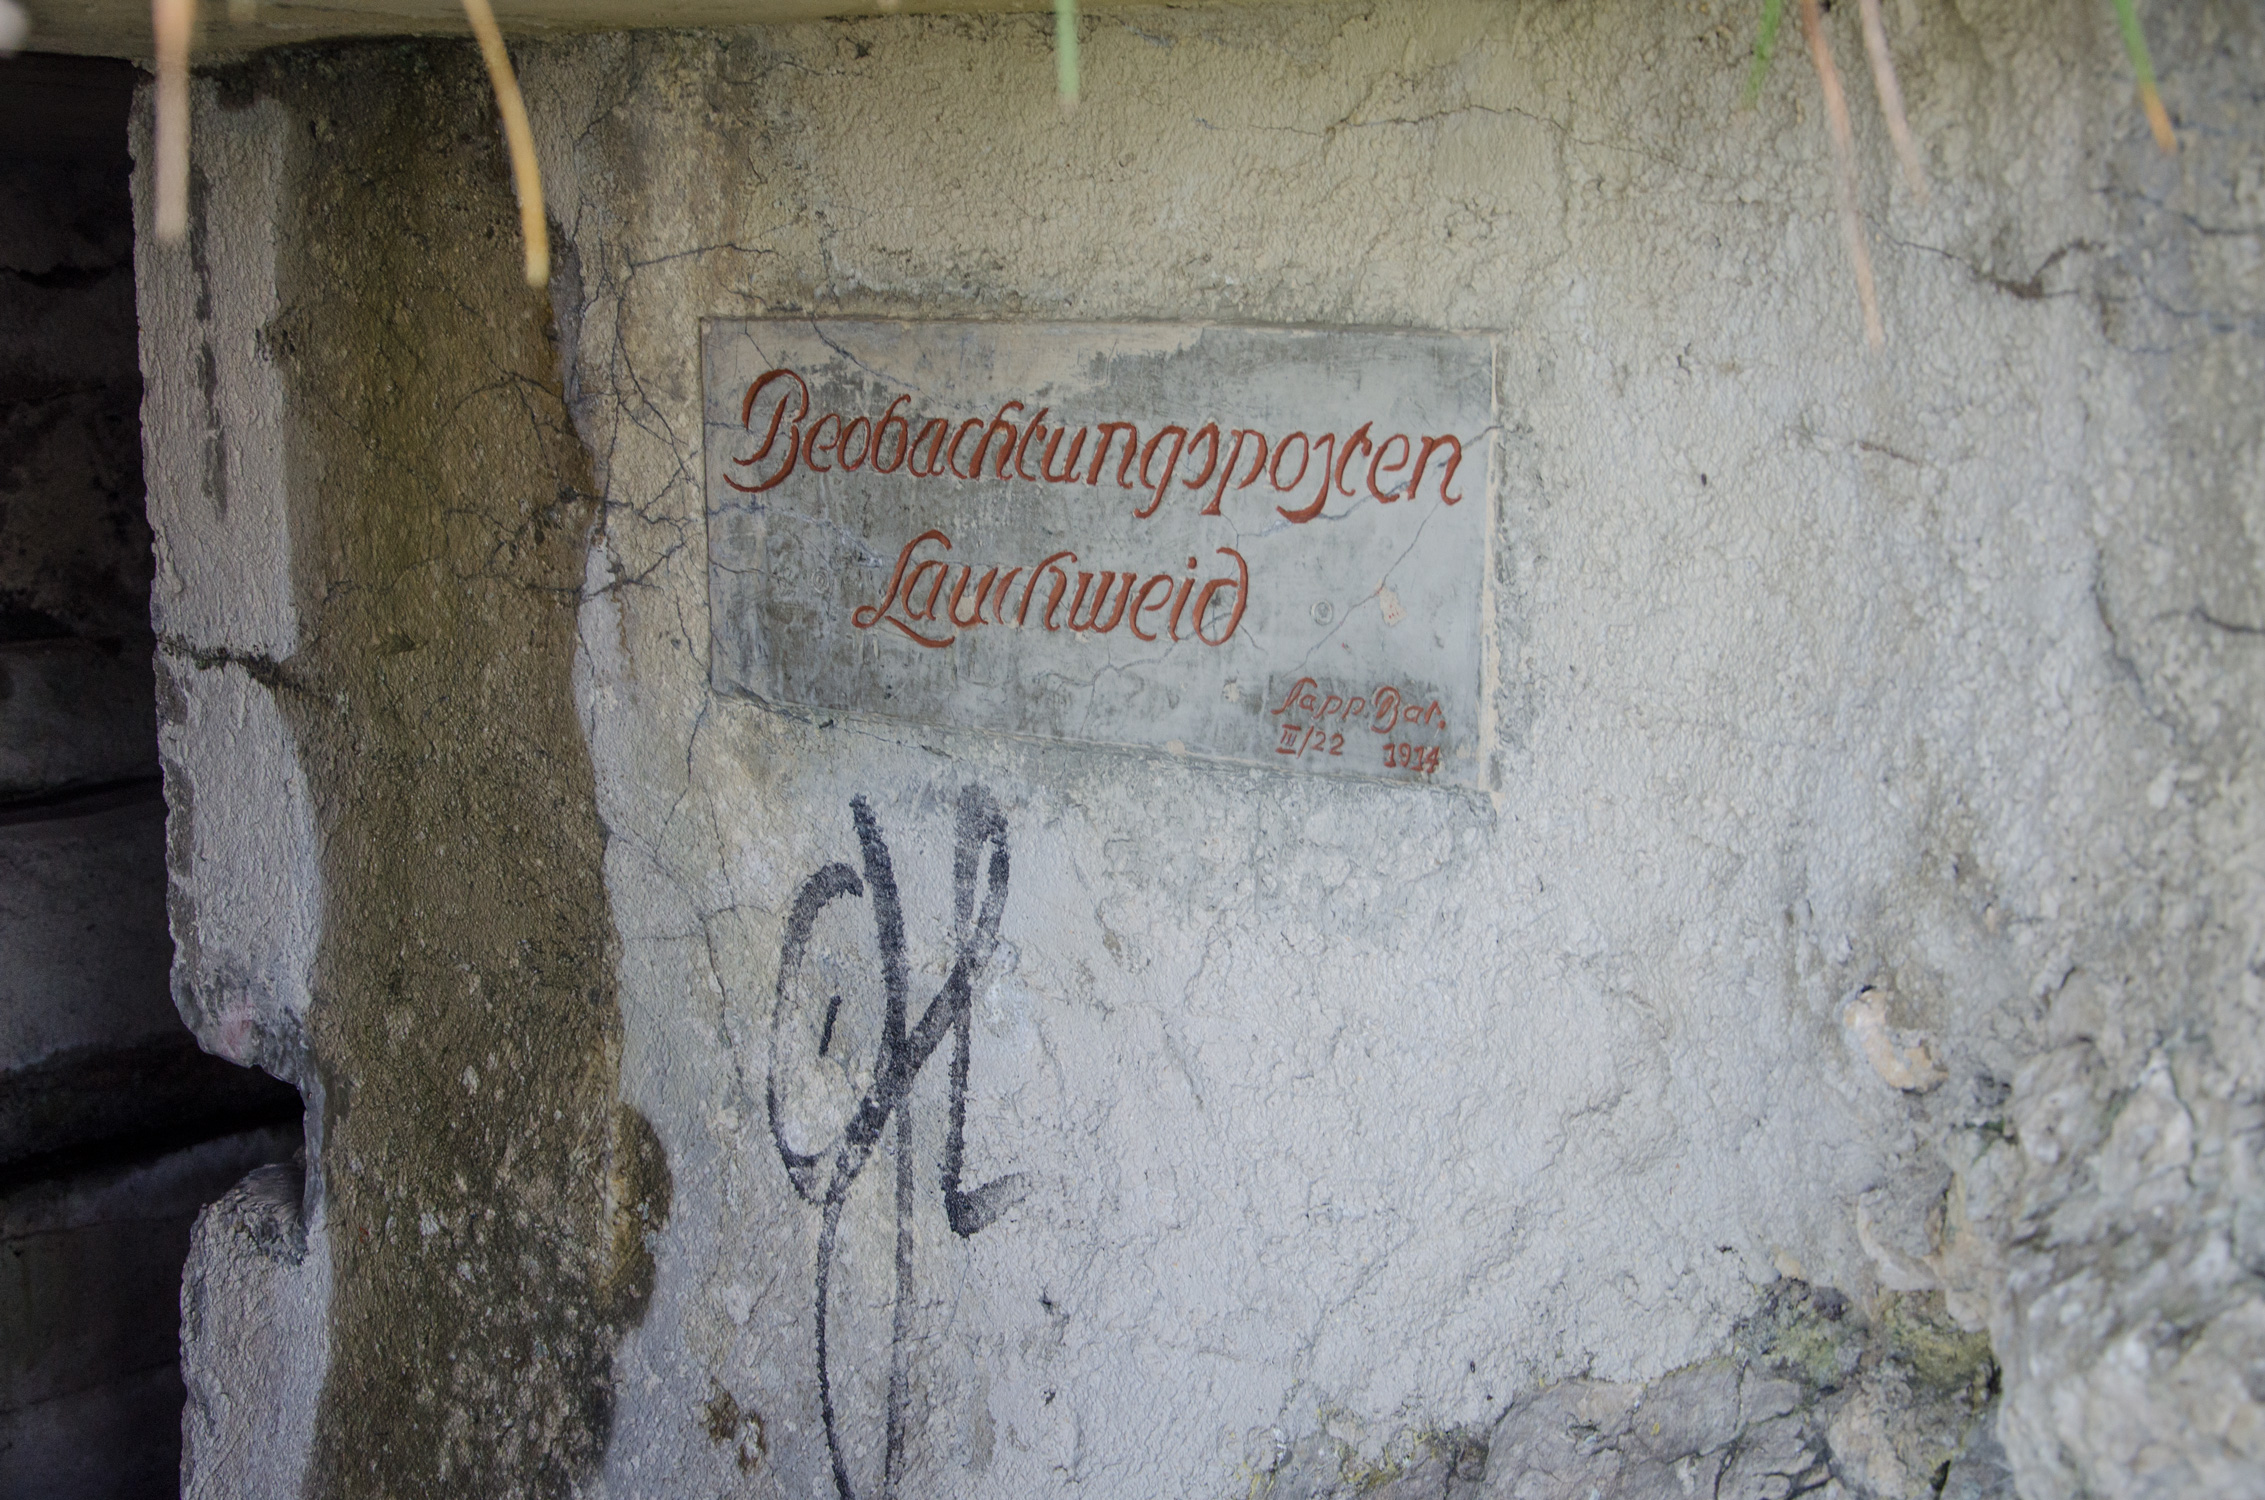 Beobachtungsposten
Lauchweid
Sapp. Bat.
III/22 1914